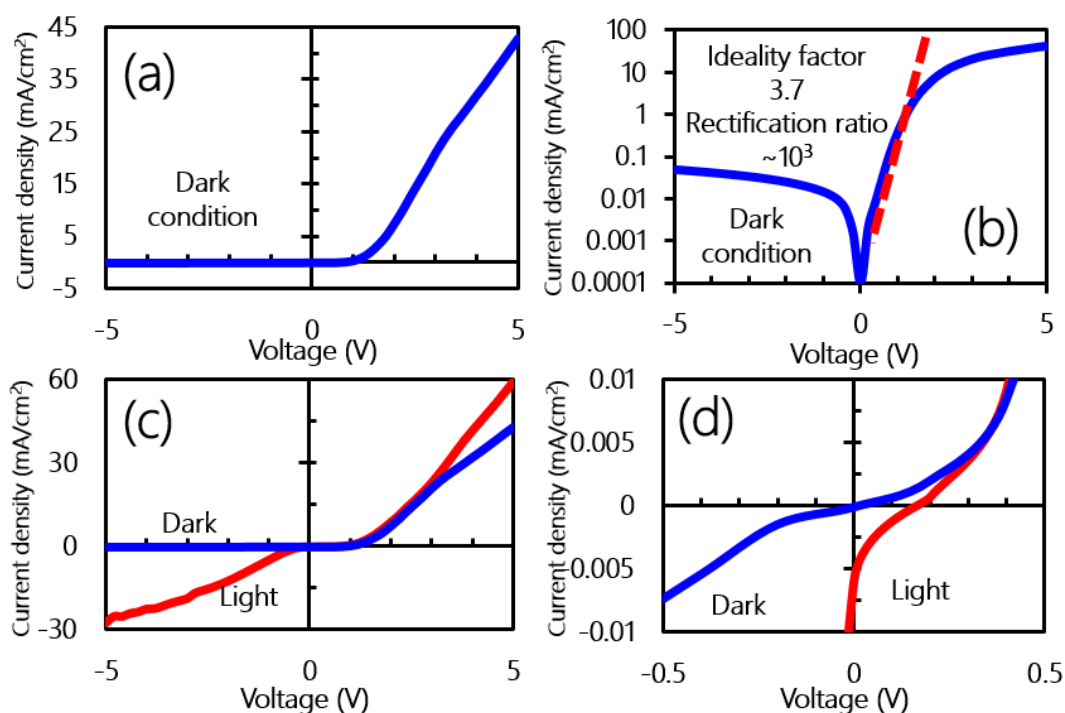 (a)
Current density (mA/cm²)
45
35
25
15
5
-5
Dark
condition
-5
0
5
Voltage (V)
(b)
Current density (mA/cm²)
100
10
1
0.1
0.01
0.001
0.0001
Ideality factor
3.7
Rectification ratio
~10³
Dark
condition
-5
0
5
Voltage (V)
(c)
Current density (mA/cm²)
60
30
0
-30
Dark
Light
-5
0
5
Voltage (V)
(d)
Current density (mA/cm²)
0.01
0.005
0
-0.005
-0.01
Dark
Light
-0.5
0
0.5
Voltage (V)